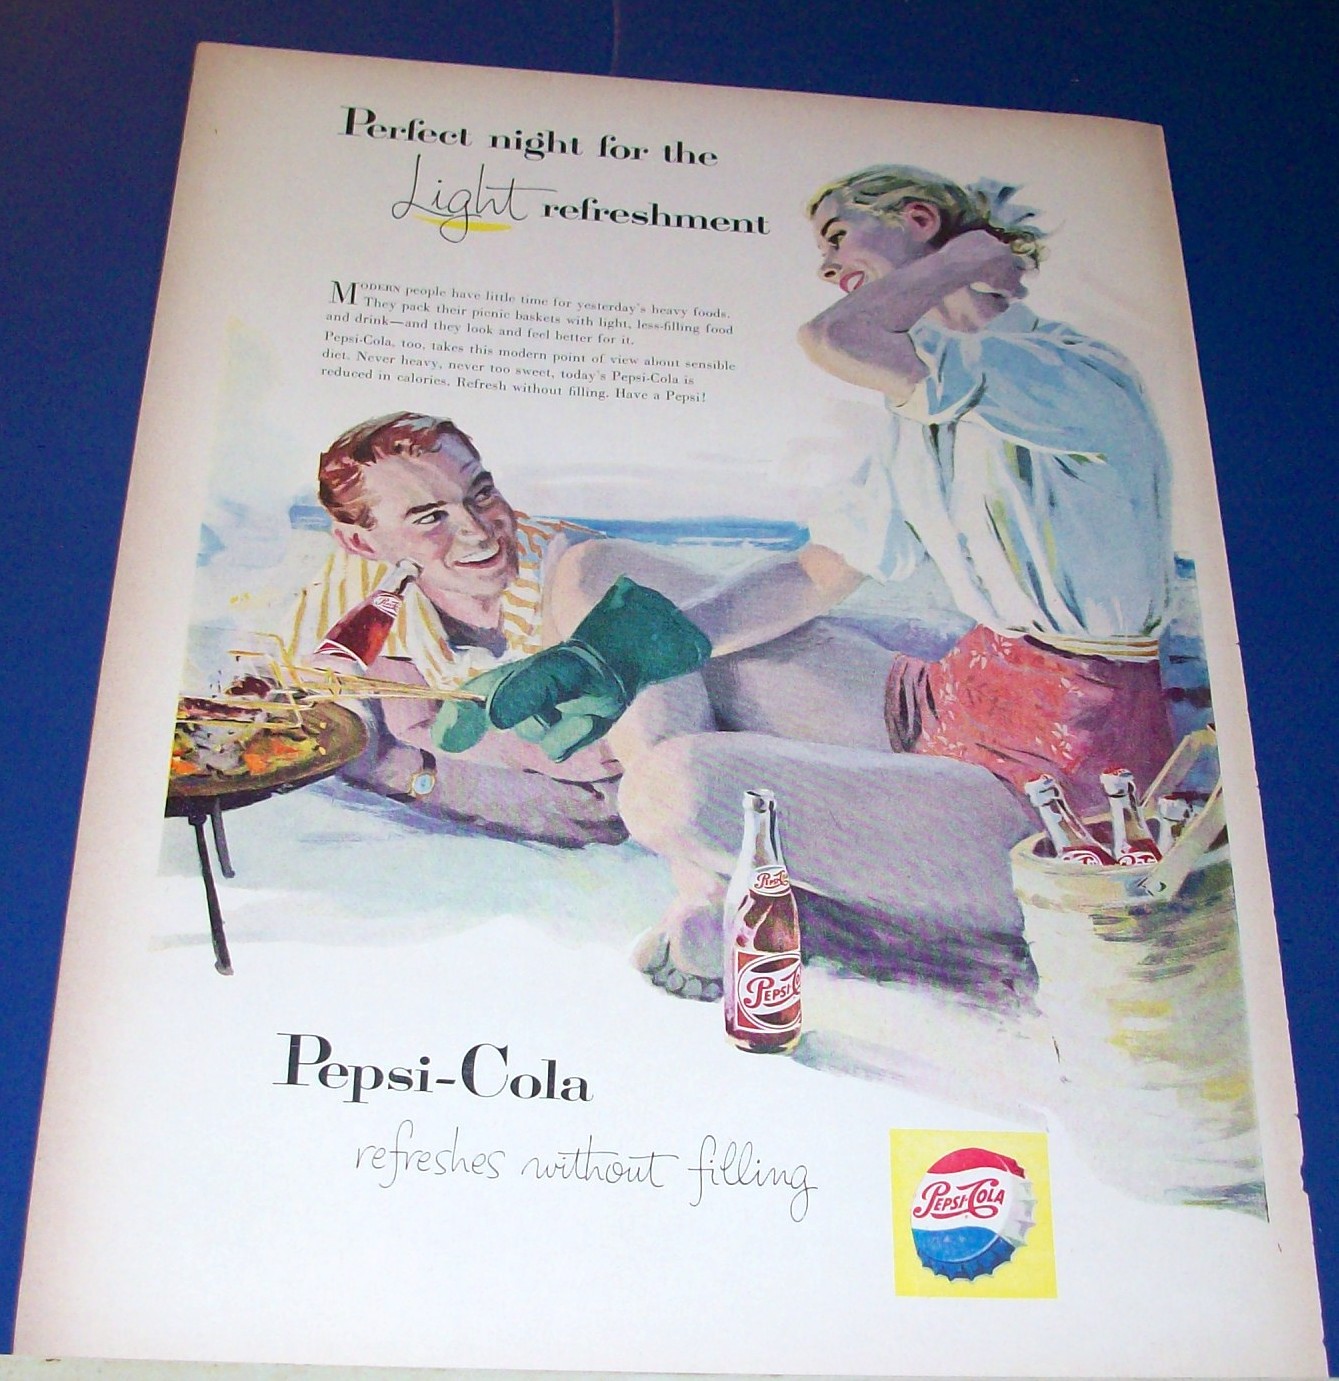 Perfect night for the
Light refreshment
MODERN people have little time for yesterday's heavy foods.
They pack their picnic baskets with light, less-filling food
and drink—and they look and feel better for it.
Pepsi-Cola, too, takes this modern point of view about sensible
diet. Never heavy, never too sweet, today's Pepsi-Cola is
reduced in calories. Refresh without filling. Have a Pepsi!
Pepsi-Cola
refreshes without filling
PEPSI-COLA